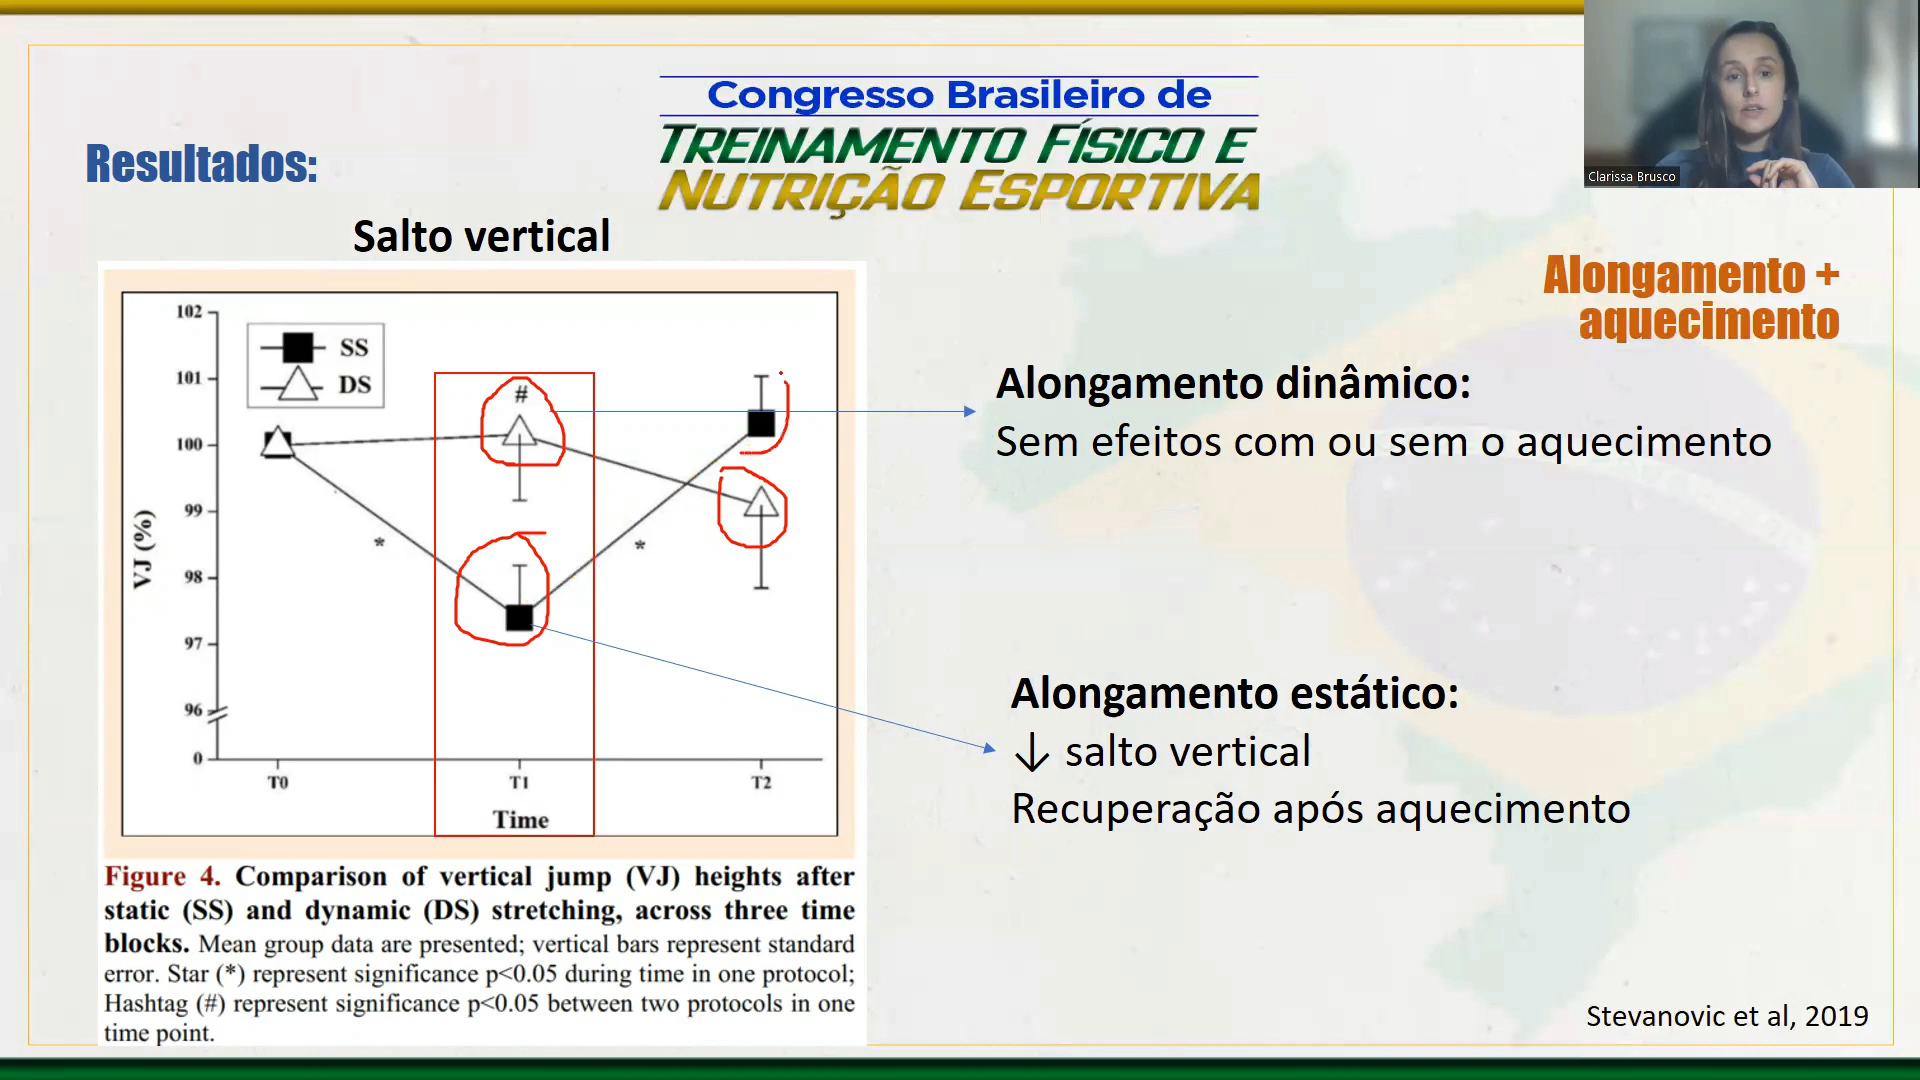 Congresso Brasileiro de
TREINAMENTO FÍSICO E
NUTRIÇÃO ESPORTIVA
Clarissa Brusco
Resultados:
Salto vertical
Alongamento +
aquecimento
102
101
100
99
98
97
96
0
VJ (%)
SS
DS
#
*
*
T0
T1
T2
Time
Figure 4. Comparison of vertical jump (VJ) heights after
static (SS) and dynamic (DS) stretching, across three time
blocks. Mean group data are presented; vertical bars represent standard
error. Star (*) represent significance p<0.05 during time in one protocol;
Hashtag (#) represent significance p<0.05 between two protocols in one
time point.
Alongamento dinâmico:
Sem efeitos com ou sem o aquecimento
Alongamento estático:
↓ salto vertical
Recuperação após aquecimento
Stevanovic et al, 2019